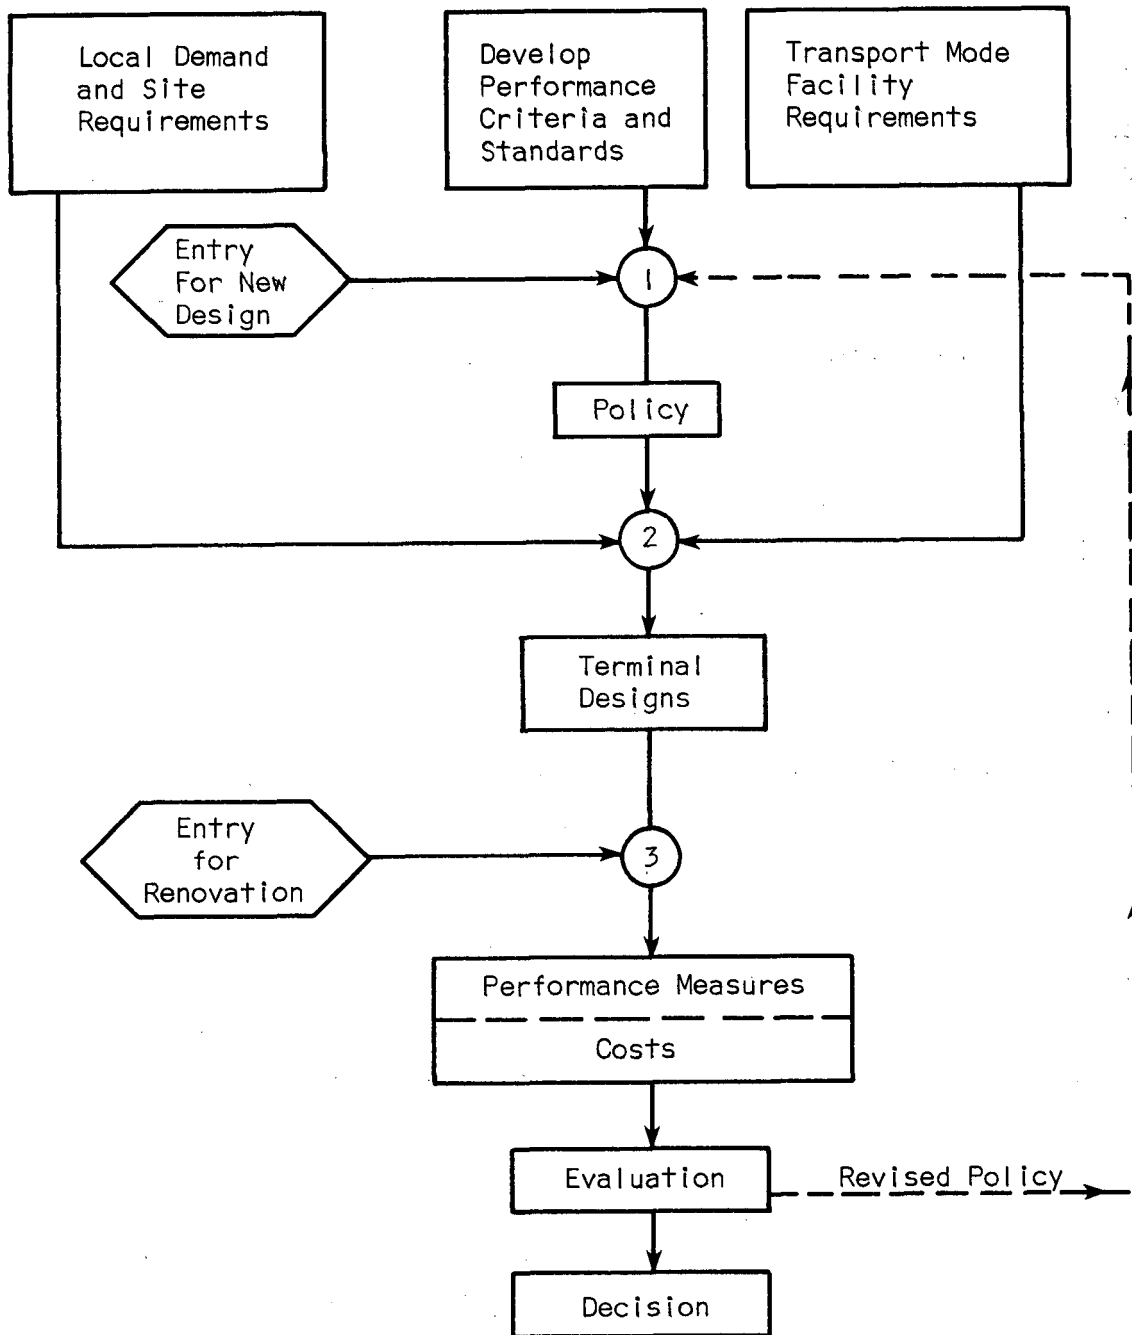 Local Demand
and Site
Requirements
Develop
Performance
Criteria and
Standards
Transport Mode
Facility
Requirements
Entry
For New
Design
1
Policy
2
Terminal
Designs
Entry
for
Renovation
3
Performance Measures
Costs
Evaluation
Revised Policy
Decision